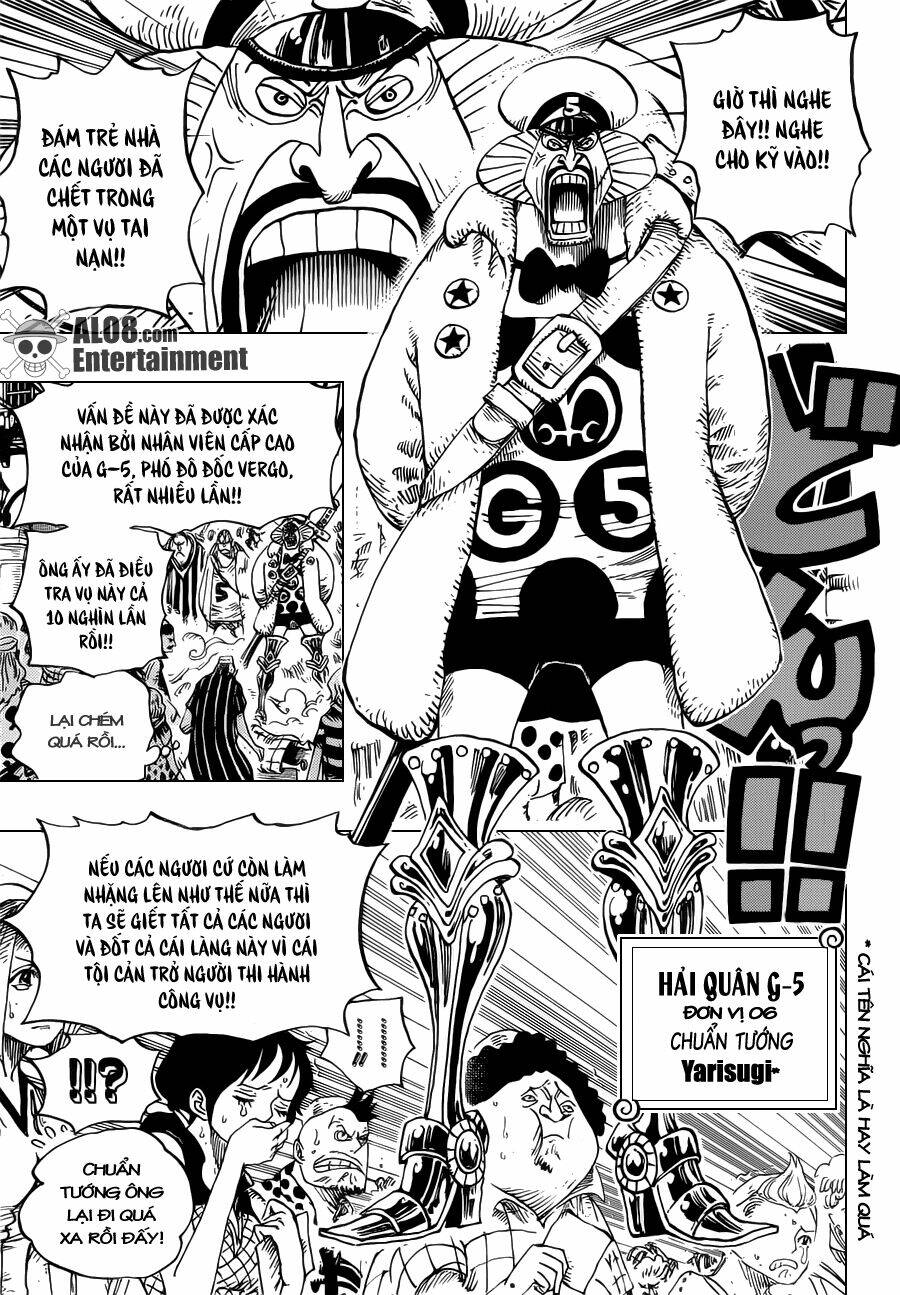 GIỜ THÌ NGHE
ĐÂY!! NGHE
CHO KỸ VÀO!!
5
ĐÁM TRẺ NHÀ
CÁC NGƯỜI ĐÃ
CHẾT TRONG
MỘT VỤ TAI
NẠN!!
G 5
ALO8.com
Entertainment
VẤN ĐỀ NÀY ĐÃ ĐƯỢC XÁC
NHẬN BỞI NHÂN VIÊN CẤP CAO
CỦA G-5, PHÓ ĐÔ ĐỐC VERGO,
RẤT NHIỀU LẦN!!
ÔNG ẤY ĐÃ ĐIỀU
TRA VỤ NÀY CẢ
10 NGHÌN LẦN
RỒI!!
5
LẠI CHÉM
QUÁ RỒI...
NẾU CÁC NGƯỜI CỨ CÒN LÀM
NHẶNG LÊN NHƯ THẾ NỮA THÌ
TA SẼ GIẾT TẤT CẢ CÁC NGƯỜI
VÀ ĐỐT CẢ CÁI LÀNG NÀY VÌ CÁI
TỘI CẢN TRỞ NGƯỜI THI HÀNH
CÔNG VỤ!!
HẢI QUÂN G-5
ĐƠN VỊ 06
CHUẨN TƯỚNG
Yarisugi*
* CÁI TÊN NGHĨA LÀ HAY LÀM QUÁ
!!?
CHUẨN
TƯỚNG, ÔNG
LẠI ĐI QUÁ
XA RỒI ĐẤY!